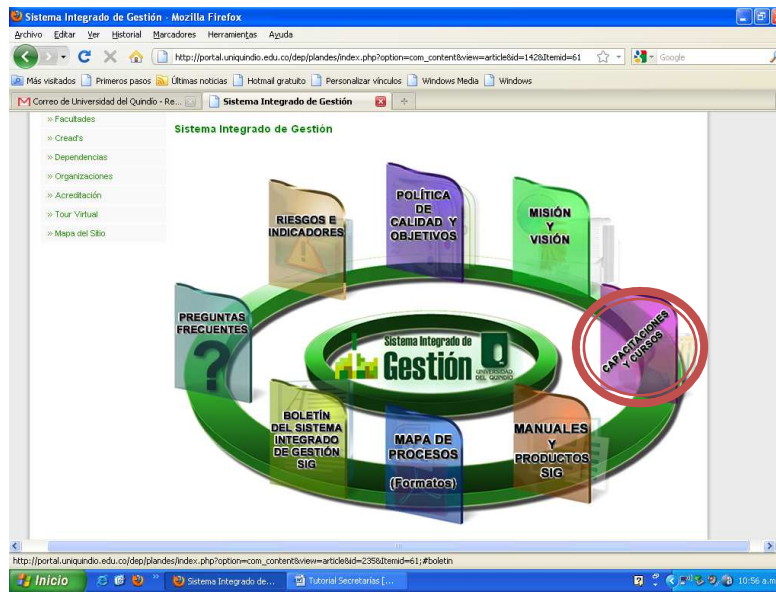 Sistema Integrado de Gestión - Mozilla Firefox
Archivo Editar Ver Historial Marcadores Herramientas Ayuda
http://portal.uniquindio.edu.co/dep/plandes/index.php?option=com_content&view=article&id=142&Itemid=61
Google
Más visitados Primeros pasos Últimas noticias Hotmail gratuito Personalizar vínculos Windows Media Windows
Correo de Universidad del Quindío - Re...
Sistema Integrado de Gestión
» Facultades
» Cread's
» Dependencias
» Organizaciones
» Acreditación
» Tour Virtual
» Mapa del Sitio
Sistema Integrado de Gestión
RIESGOS E
INDICADORES
POLÍTICA
DE
CALIDAD Y
OBJETIVOS
MISIÓN
Y
VISIÓN
PREGUNTAS
FRECUENTES
?
CAPACITACIONES
Y CURSOS
Sistema Integrado de
Gestión
UNIVERSIDAD
DEL QUINDÍO
BOLETÍN
DEL SISTEMA
INTEGRADO
DE GESTIÓN
SIG
MAPA DE
PROCESOS
(Formatos)
MANUALES
Y
PRODUCTOS
SIG
http://portal.uniquindio.edu.co/dep/plandes/index.php?option=com_content&view=article&id=235&Itemid=61;#boletin
Inicio
Sistema Integrado de...
Tutorial Secretarías [...
10:56 a.m.